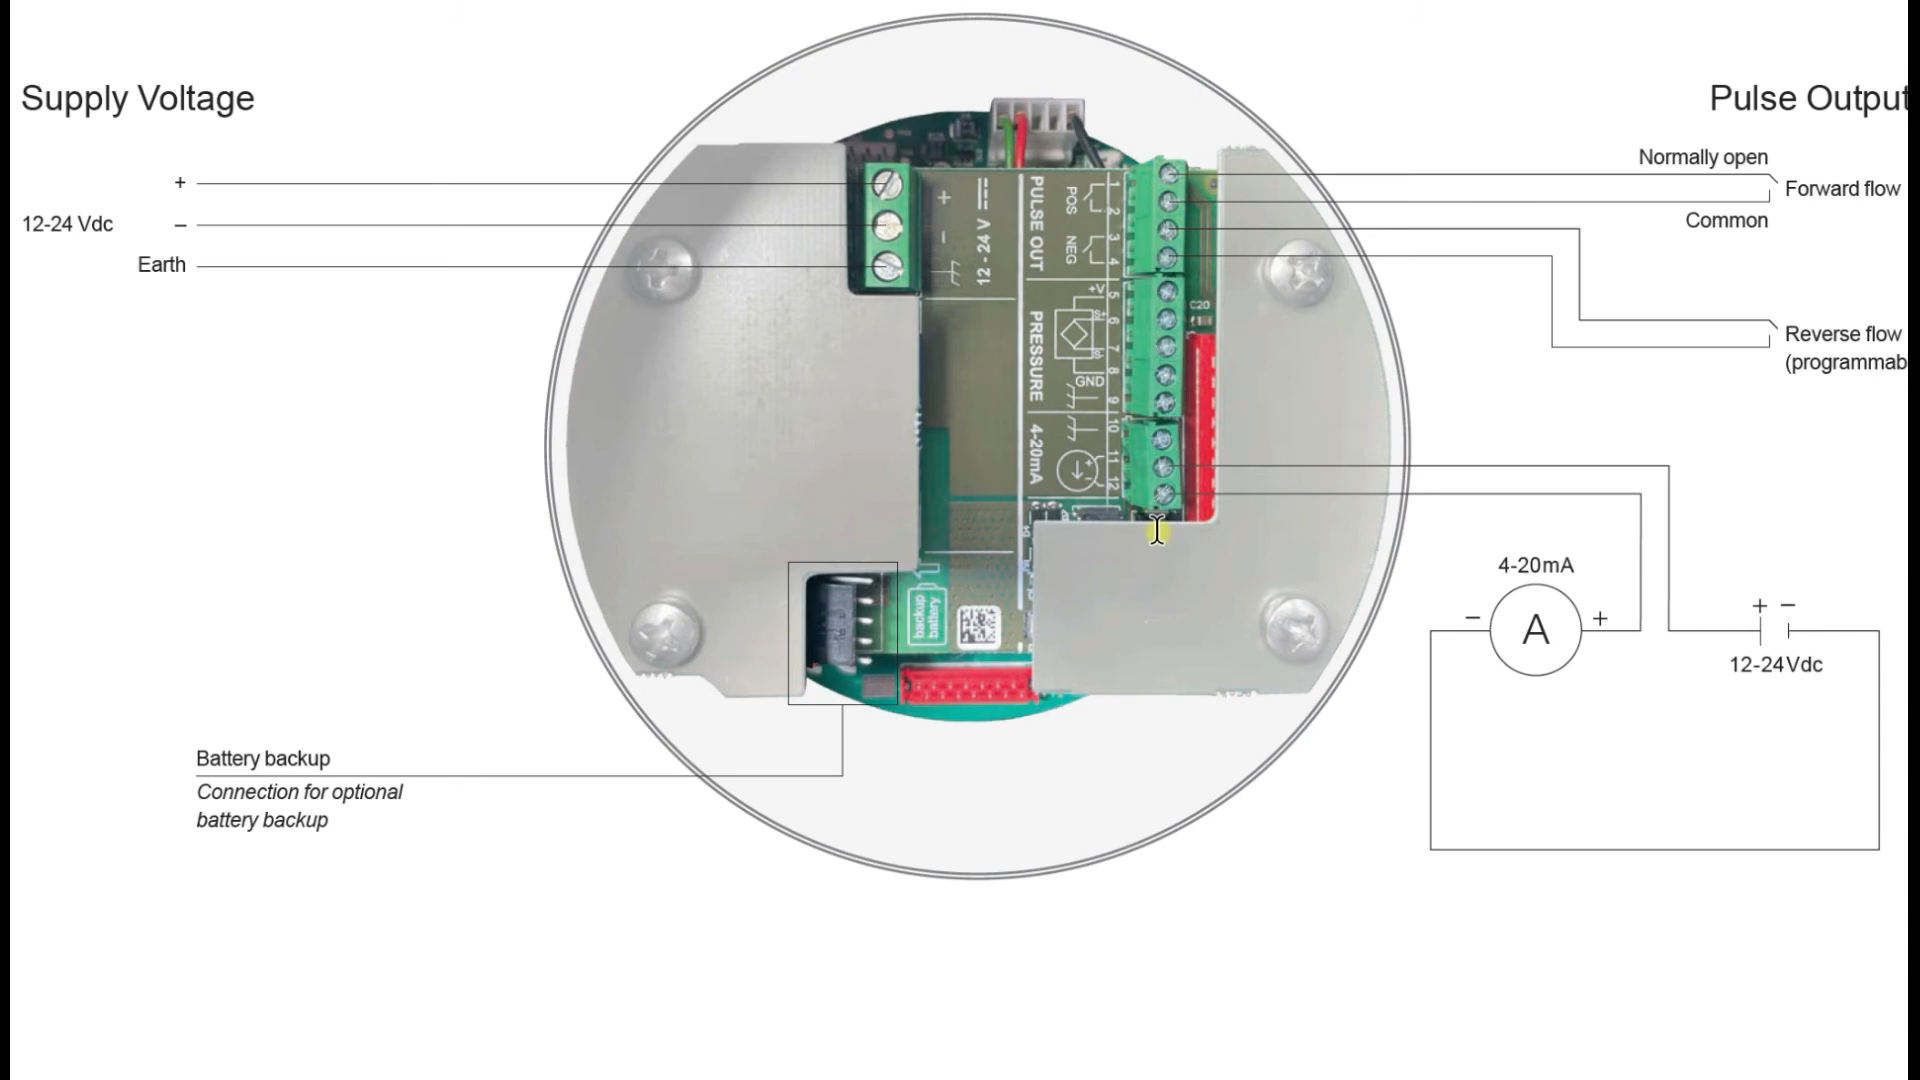 Supply Voltage
Pulse Output
+
12-24 Vdc
–
Earth
Normally open
Forward flow
Common
Reverse flow
(programmab
+
–
12 - 24 V
PULSE OUT
POS
NEG
1
2
3
4
PRESSURE
+V
GND
5
6
7
8
9
4-20mA
10
11
12
C20
backup
battery
4-20mA
– A +
+ –
12-24Vdc
Battery backup
Connection for optional
battery backup